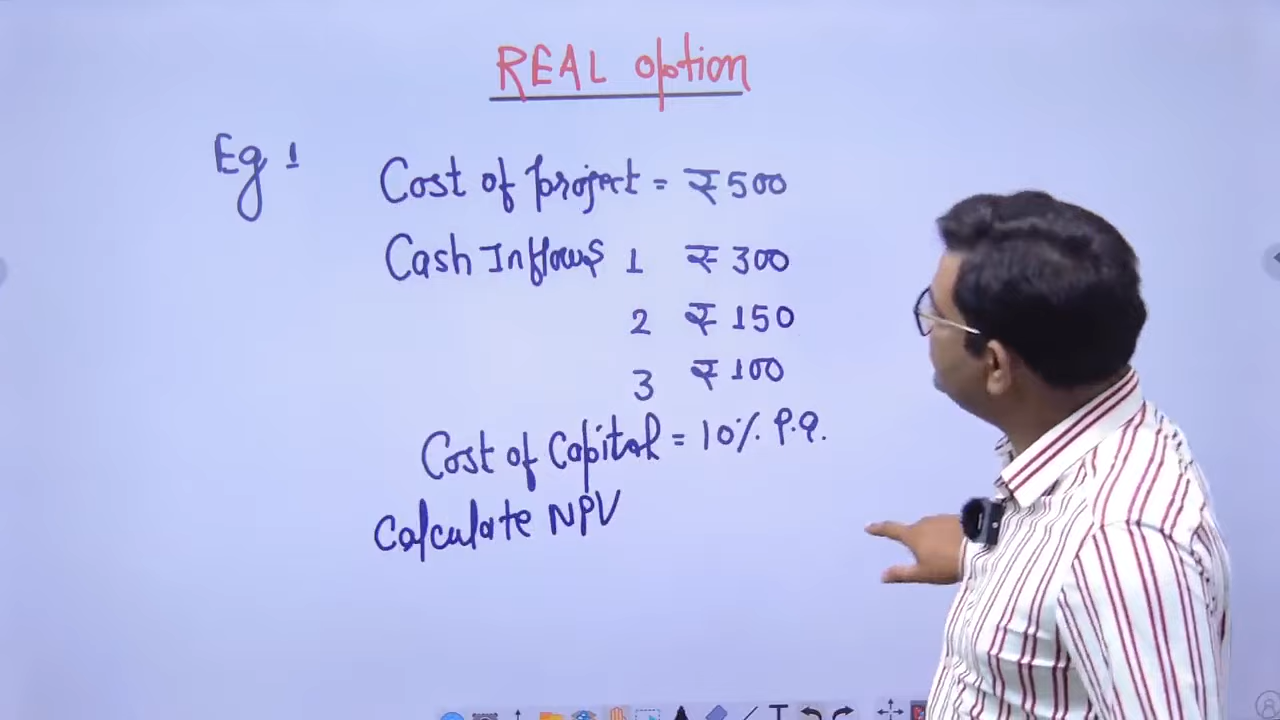 REAL option
Eg 1
Cost of project = ₹500
Cash Inflows 1 ₹300
2 ₹150
3 ₹100
Cost of Capital = 10% P.a.
Calculate NPV